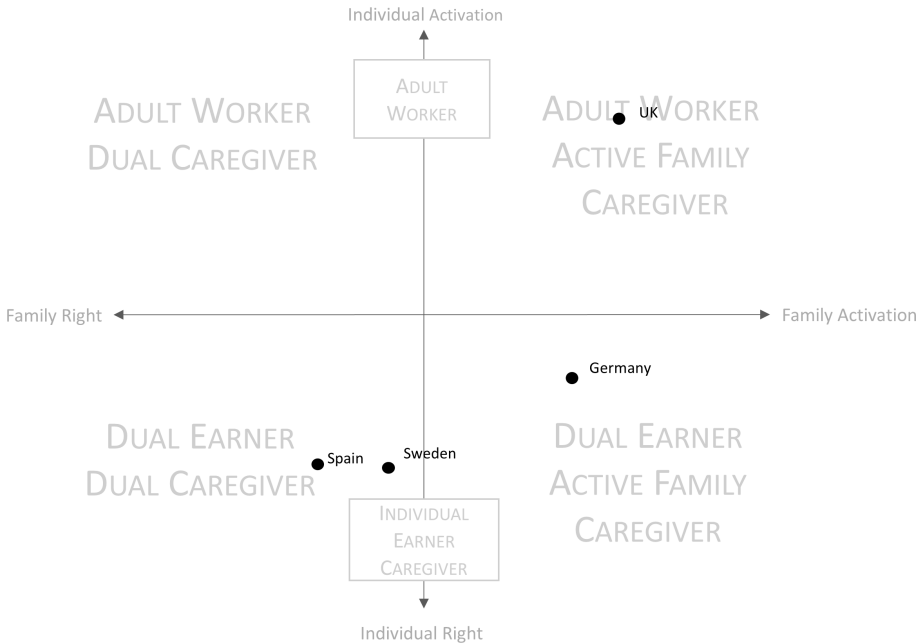 Individual Activation
ADULT
WORKER
ADULT WORKER
DUAL CAREGIVER
ADULT WORKER
ACTIVE FAMILY
CAREGIVER
UK
Family Right
Family Activation
Germany
DUAL EARNER
DUAL CAREGIVER
Spain
Sweden
DUAL EARNER
ACTIVE FAMILY
CAREGIVER
INDIVIDUAL
EARNER
CAREGIVER
Individual Right